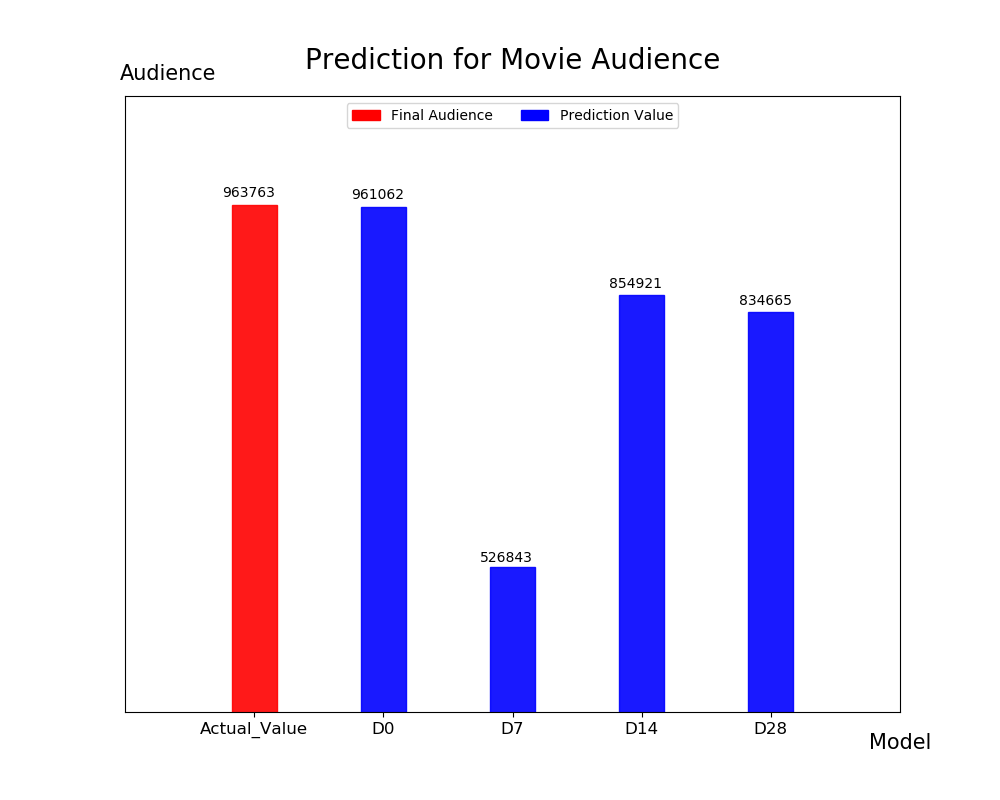 Prediction for Movie Audience
Audience
Final Audience
Prediction Value
963763
961062
526843
854921
834665
Actual_Value
D0
D7
D14
D28
Model